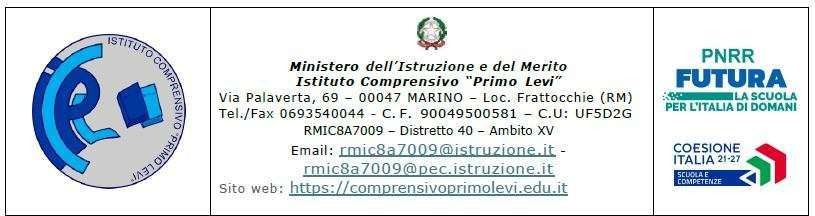 ISTITUTO COMPRENSIVO "PRIMO LEVI"
Ministero dell’Istruzione e del Merito
Istituto Comprensivo “Primo Levi”
Via Palaverta, 69 – 00047 MARINO – Loc. Frattocchie (RM)
Tel./Fax 0693540044 - C. F. 90049500581 – C.U: UF5D2G
RMIC8A7009 – Distretto 40 – Ambito XV
Email: rmic8a7009@istruzione.it -
rmic8a7009@pec.istruzione.it
Sito web: https://comprensivoprimolevi.edu.it
PNRR
FUTURA
LA SCUOLA
PER L'ITALIA DI DOMANI
COESIONE
ITALIA 21-27
SCUOLA E
COMPETENZE